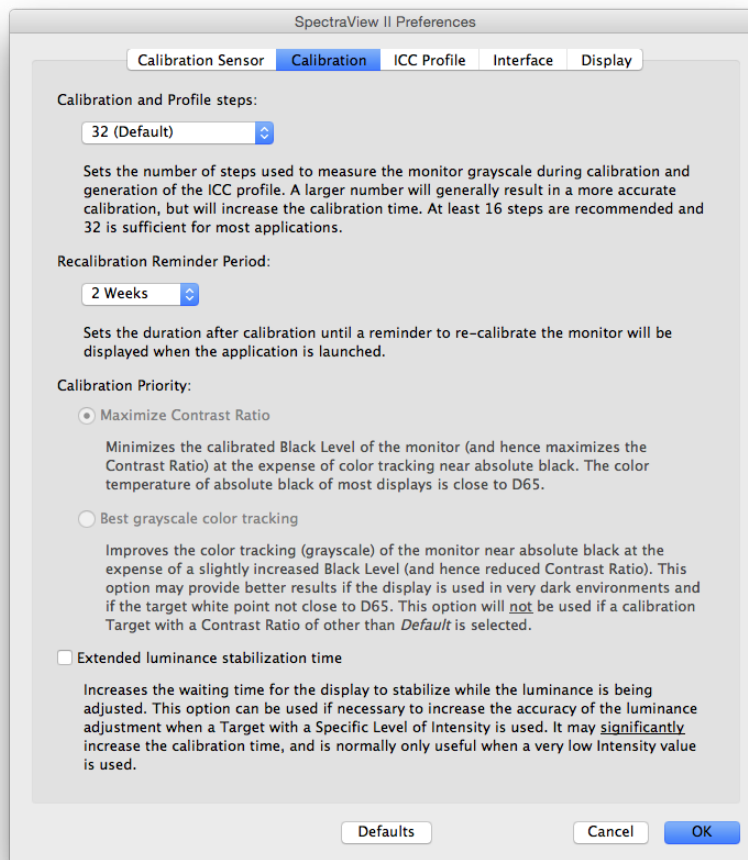 SpectraView II Preferences
Calibration Sensor Calibration ICC Profile Interface Display
Calibration and Profile steps:
32 (Default)
Sets the number of steps used to measure the monitor grayscale during calibration and
generation of the ICC profile. A larger number will generally result in a more accurate
calibration, but will increase the calibration time. At least 16 steps are recommended and
32 is sufficient for most applications.
Recalibration Reminder Period:
2 Weeks
Sets the duration after calibration until a reminder to re-calibrate the monitor will be
displayed when the application is launched.
Calibration Priority:
Maximize Contrast Ratio
Minimizes the calibrated Black Level of the monitor (and hence maximizes the
Contrast Ratio) at the expense of color tracking near absolute black. The color
temperature of absolute black of most displays is close to D65.
Best grayscale color tracking
Improves the color tracking (grayscale) of the monitor near absolute black at the
expense of a slightly increased Black Level (and hence reduced Contrast Ratio). This
option may provide better results if the display is used in very dark environments and
if the target white point not close to D65. This option will not be used if a calibration
Target with a Contrast Ratio of other than Default is selected.
Extended luminance stabilization time
Increases the waiting time for the display to stabilize while the luminance is being
adjusted. This option can be used if necessary to increase the accuracy of the luminance
adjustment when a Target with a Specific Level of Intensity is used. It may significantly
increase the calibration time, and is normally only useful when a very low Intensity value
is used.
Defaults Cancel OK